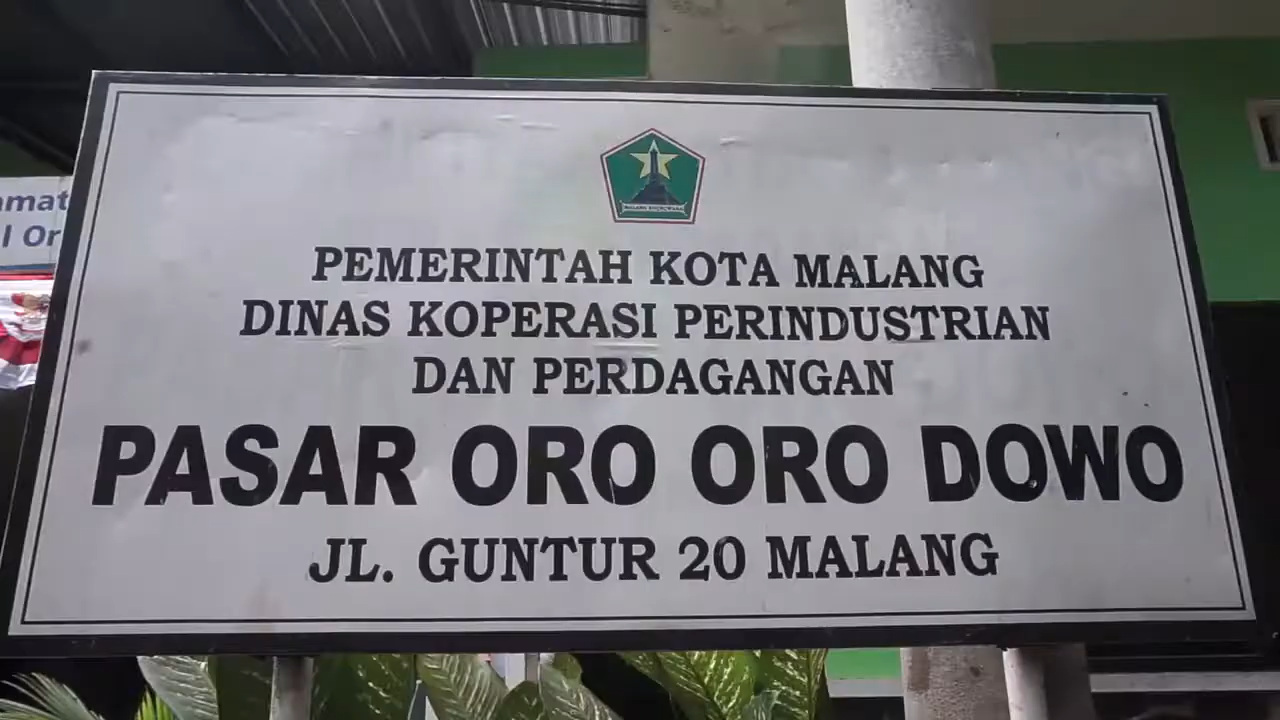 PEMERINTAH KOTA MALANG
DINAS KOPERASI PERINDUSTRIAN
DAN PERDAGANGAN
PASAR ORO ORO DOWO
JL. GUNTUR 20 MALANG